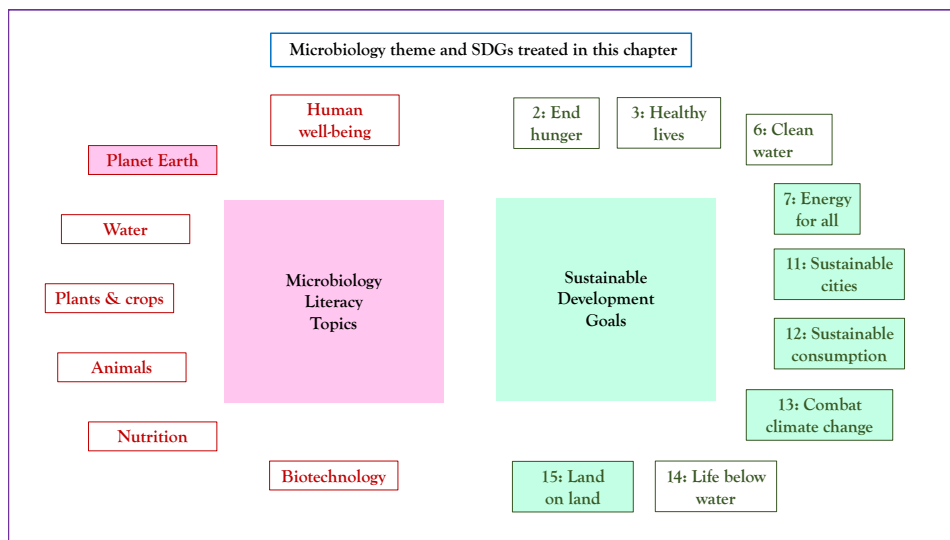 Microbiology theme and SDGs treated in this chapter
Human
well-being
Planet Earth
Water
Plants & crops
Animals
Nutrition
Biotechnology
Microbiology
Literacy
Topics
Sustainable
Development
Goals
2: End
hunger
3: Healthy
lives
6: Clean
water
7: Energy
for all
11: Sustainable
cities
12: Sustainable
consumption
13: Combat
climate change
14: Life below
water
15: Land
on land